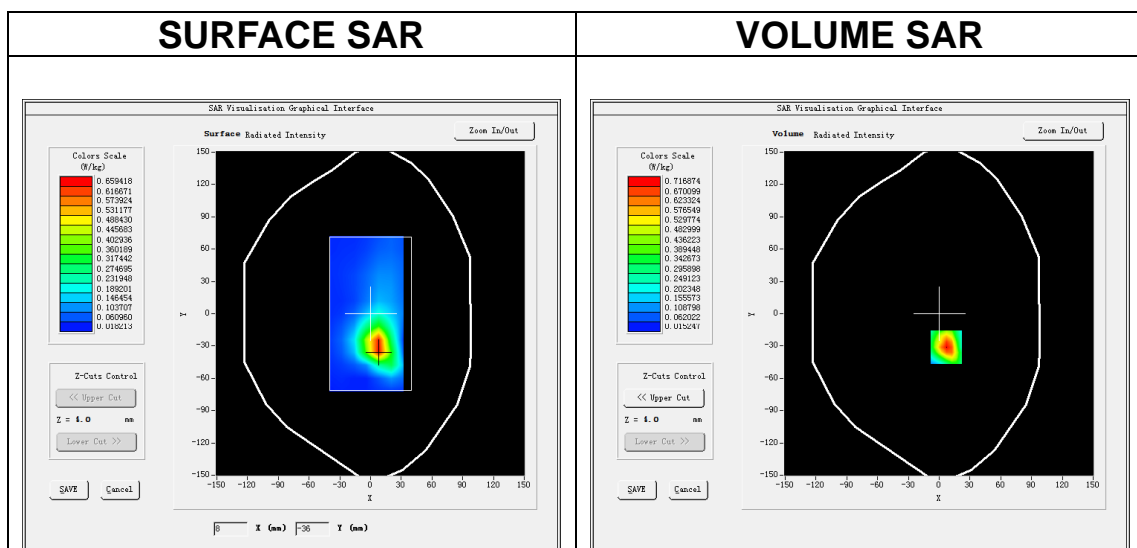 SURFACE SAR
SAR Visualisation Graphical Interface
Surface Radiated Intensity
Zoom In/Out
Colors Scale
(W/kg)
0.659418
0.616671
0.573924
0.531177
0.488430
0.445683
0.402936
0.360189
0.317442
0.274695
0.231948
0.189201
0.146454
0.103707
0.060960
0.018213
Z-Cuts Control
<< Upper Cut
Z = 4.0 mm
Lower Cut >>
SAVE Cancel
150
120
90
60
30
0
-30
-60
-90
-120
-150
Y
-150 -120 -90 -60 -30 0 30 60 90 120 150
X
8 X (mm) -36 Y (mm)
VOLUME SAR
SAR Visualisation Graphical Interface
Volume Radiated Intensity
Zoom In/Out
Colors Scale
(W/kg)
0.716874
0.670099
0.623324
0.576549
0.529774
0.482999
0.436223
0.389448
0.342673
0.295898
0.249123
0.202348
0.155573
0.108798
0.062022
0.015247
Z-Cuts Control
<< Upper Cut
Z = 4.0 mm
Lower Cut >>
SAVE Cancel
150
120
90
60
30
0
-30
-60
-90
-120
-150
Y
-150 -120 -90 -60 -30 0 30 60 90 120 150
X